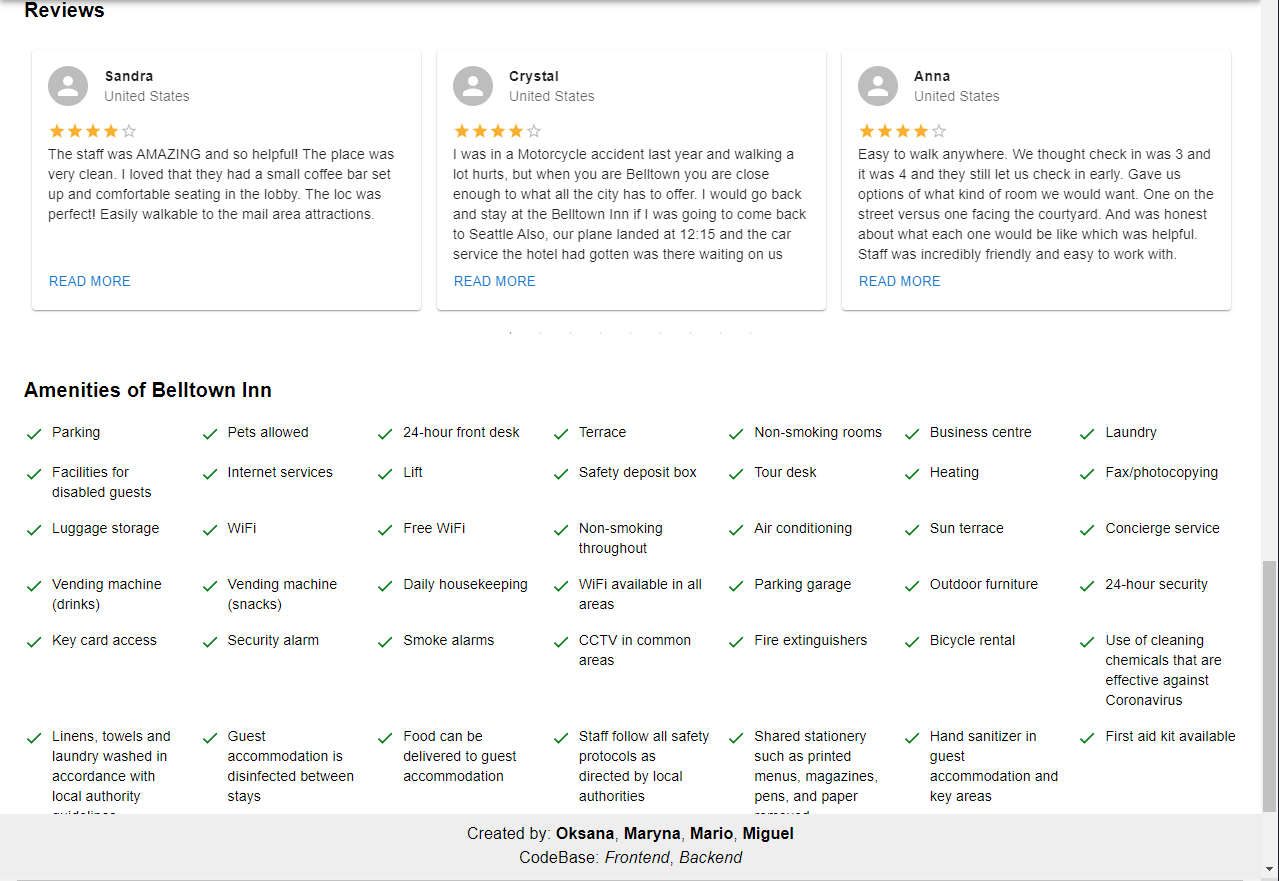 Reviews
Sandra
United States
The staff was AMAZING and so helpful! The place was
very clean. I loved that they had a small coffee bar set
up and comfortable seating in the lobby. The loc was
perfect! Easily walkable to the mail area attractions.
READ MORE
Crystal
United States
I was in a Motorcycle accident last year and walking a
lot hurts, but when you are Belltown you are close
enough to what all the city has to offer. I would go back
and stay at the Belltown Inn if I was going to come back
to Seattle Also, our plane landed at 12:15 and the car
service the hotel had gotten was there waiting on us
READ MORE
Anna
United States
Easy to walk anywhere. We thought check in was 3 and
it was 4 and they still let us check in early. Gave us
options of what kind of room we would want. One on the
street versus one facing the courtyard. And was honest
about what each one would be like which was helpful.
Staff was incredibly friendly and easy to work with.
READ MORE
Amenities of Belltown Inn
Parking
Pets allowed
24-hour front desk
Terrace
Non-smoking rooms
Business centre
Laundry
Facilities for
disabled guests
Internet services
Lift
Safety deposit box
Tour desk
Heating
Fax/photocopying
Luggage storage
WiFi
Free WiFi
Non-smoking
throughout
Air conditioning
Sun terrace
Concierge service
Vending machine
(drinks)
Vending machine
(snacks)
Daily housekeeping
WiFi available in all
areas
Parking garage
Outdoor furniture
24-hour security
Key card access
Security alarm
Smoke alarms
CCTV in common
areas
Fire extinguishers
Bicycle rental
Use of cleaning
chemicals that are
effective against
Coronavirus
Linens, towels and
laundry washed in
accordance with
local authority
guidelines
Guest
accommodation is
disinfected between
stays
Food can be
delivered to guest
accommodation
Staff follow all safety
protocols as
directed by local
authorities
Shared stationery
such as printed
menus, magazines,
pens, and paper
removed
Hand sanitizer in
guest
accommodation and
key areas
First aid kit available
Created by: Oksana, Maryna, Mario, Miguel
CodeBase: Frontend, Backend